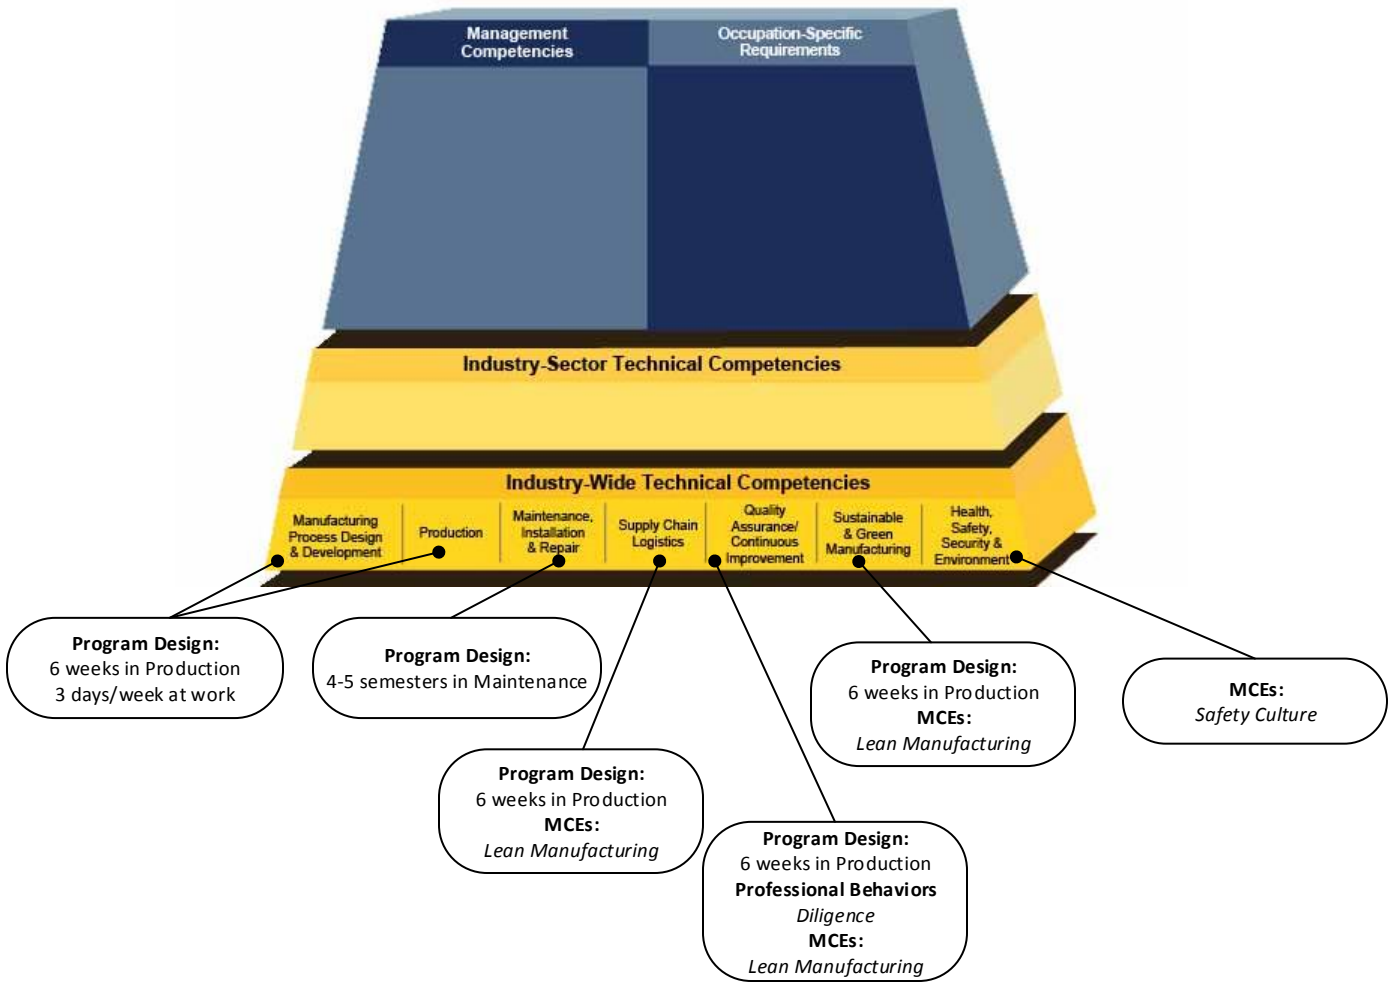 Management
Competencies
Occupation-Specific
Requirements
Industry-Sector Technical Competencies
Industry-Wide Technical Competencies
Manufacturing
Process Design
& Development
Production
Maintenance,
Installation
& Repair
Supply Chain
Logistics
Quality
Assurance/
Continuous
Improvement
Sustainable
& Green
Manufacturing
Health,
Safety,
Security &
Environment
Program Design:
6 weeks in Production
3 days/week at work
Program Design:
4-5 semesters in Maintenance
Program Design:
6 weeks in Production
MCEs:
Lean Manufacturing
Program Design:
6 weeks in Production
Professional Behaviors
Diligence
MCEs:
Lean Manufacturing
Program Design:
6 weeks in Production
MCEs:
Lean Manufacturing
MCEs:
Safety Culture